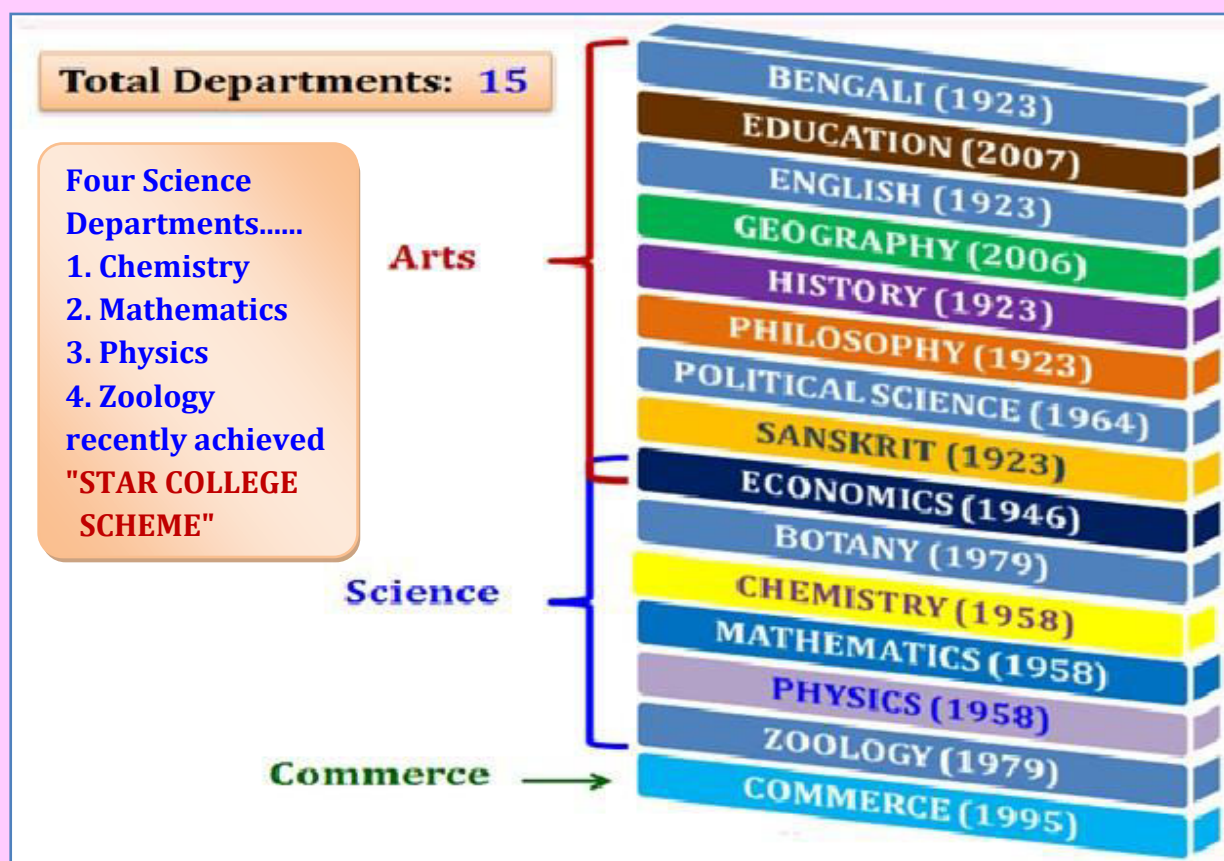 Total Departments: 15
Four Science
Departments......
1. Chemistry
2. Mathematics
3. Physics
4. Zoology
recently achieved
"STAR COLLEGE
SCHEME"
Arts
Science
Commerce
BENGALI (1923)
EDUCATION (2007)
ENGLISH (1923)
GEOGRAPHY (2006)
HISTORY (1923)
PHILOSOPHY (1923)
POLITICAL SCIENCE (1964)
SANSKRIT (1923)
ECONOMICS (1946)
BOTANY (1979)
CHEMISTRY (1958)
MATHEMATICS (1958)
PHYSICS (1958)
ZOOLOGY (1979)
COMMERCE (1995)